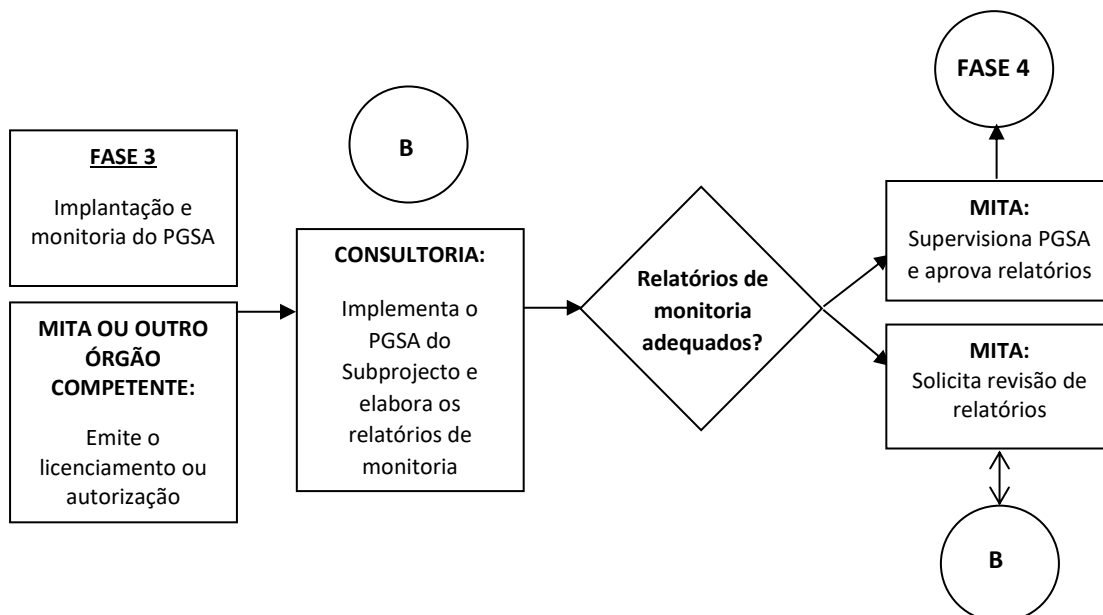 FASE 3
Implantação e
monitoria do PGSA
MITA OU OUTRO
ÓRGÃO
COMPETENTE:
Emite o
licenciamento ou
autorização
B
CONSULTORIA:
Implementa o
PGSA do
Subprojecto e
elabora os
relatórios de
monitoria
Relatórios de
monitoria
adequados?
FASE 4
MITA:
Supervisiona PGSA
e aprova relatórios
MITA:
Solicita revisão de
relatórios
B